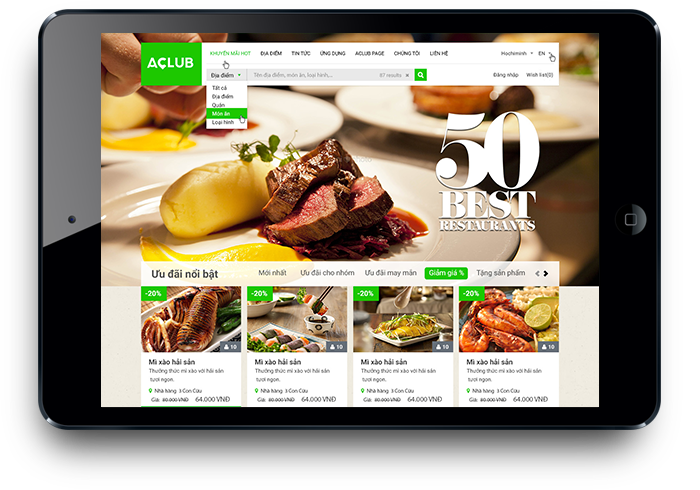 AÇLUB
KHUYẾN MÃI HOT ĐỊA ĐIỂM TIN TỨC ỨNG DỤNG ACLUB PAGE CHÚNG TÔI LIÊN HỆ Hochiminh EN
Địa điểm Tên địa điểm, món ăn, loại hình,... 87 results × Đăng nhập Wish list(0)
Tất cả
Địa điểm
Quận
Món ăn
Loại hình
50
BEST
RESTAURANTS
Ưu đãi nổi bật Mới nhất Ưu đãi cho nhóm Ưu đãi may mắn Giảm giá % Tặng sản phẩm
-20% -20% -20% -20%
10 10 10 10
Mì xào hải sản Mì xào hải sản Mì xào hải sản Mì xào hải sản
Thưởng thức mì xào với hải sản Thưởng thức mì xào với hải sản Thưởng thức mì xào với hải sản Thưởng thức mì xào với hải sản
tươi ngon. tươi ngon. tươi ngon. tươi ngon.
Nhà hàng 3 Con Cừu Nhà hàng 3 Con Cừu Nhà hàng 3 Con Cừu Nhà hàng 3 Con Cừu
Giá: 80.000 VNĐ 64.000 VNĐ Giá: 80.000 VNĐ 64.000 VNĐ Giá: 80.000 VNĐ 64.000 VNĐ Giá: 80.000 VNĐ 64.000 VNĐ